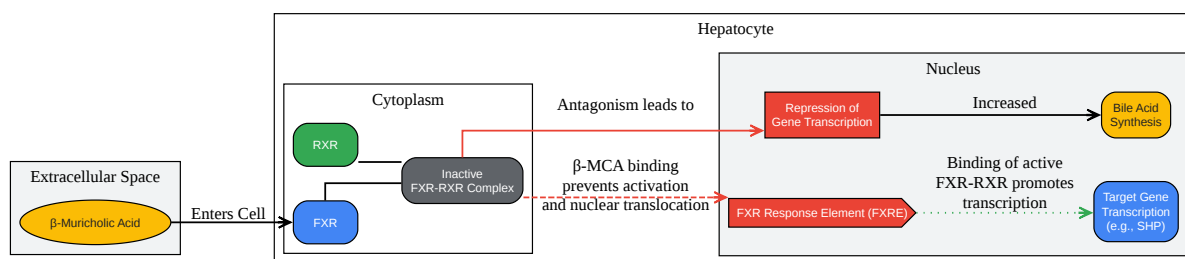 Hepatocyte
Nucleus
Cytoplasm
Antagonism leads to
Repression of
Gene Transcription
Increased
Bile Acid
Synthesis
RXR
Inactive
FXR-RXR Complex
β-MCA binding
prevents activation
and nuclear translocation
Binding of active
FXR-RXR promotes
transcription
Extracellular Space
β-Muricholic Acid
Enters Cell
FXR
FXR Response Element (FXRE)
Target Gene
Transcription
(e.g., SHP)